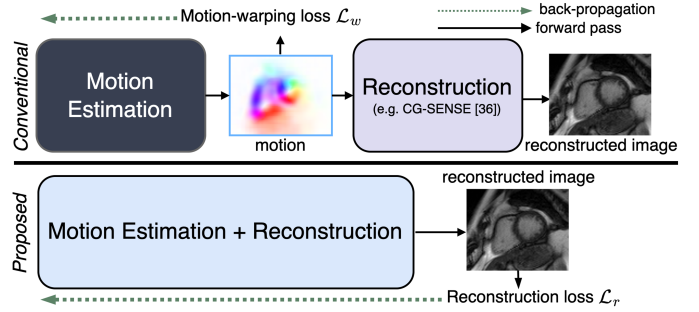 Motion-warping loss ℒ_w
back-propagation
forward pass
Conventional
Motion
Estimation
motion
Reconstruction
(e.g. CG-SENSE [36])
reconstructed image
Proposed
Motion Estimation + Reconstruction
reconstructed image
Reconstruction loss ℒ_r